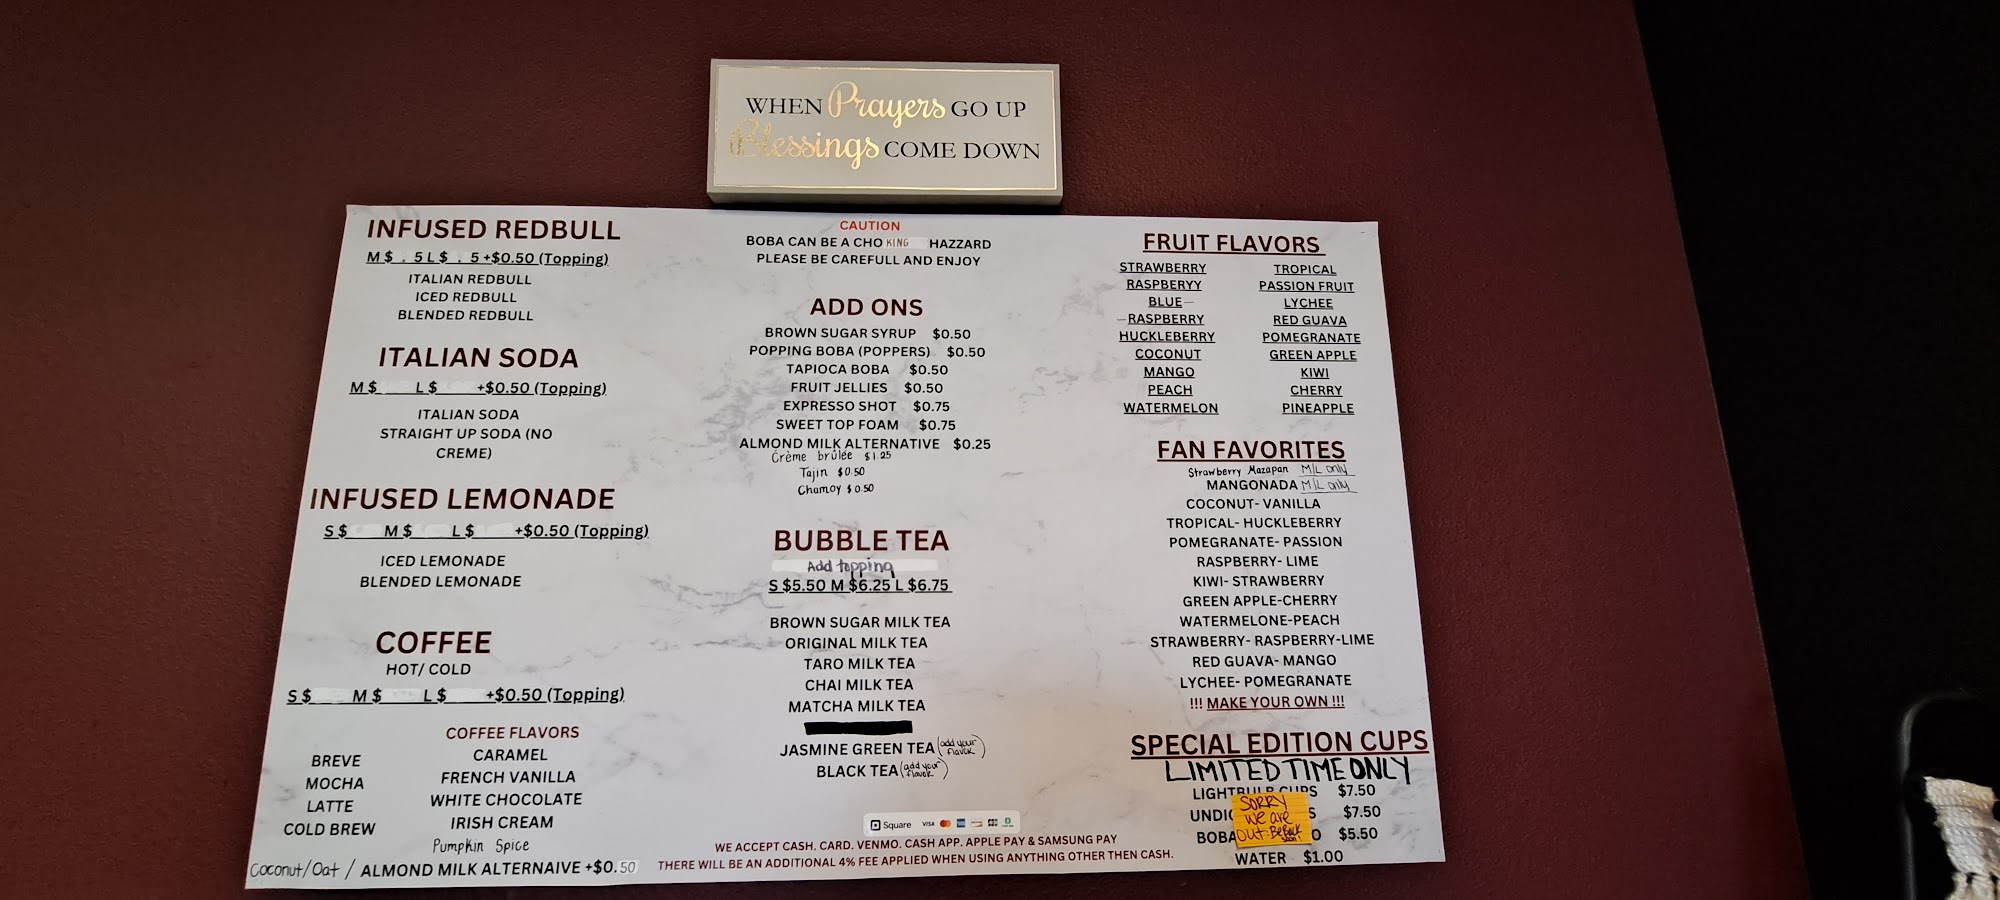 WHEN Prayers GO UP
Blessings COME DOWN
INFUSED REDBULL
M $ . 5 L $ . 5 +$0.50 (Topping)
ITALIAN REDBULL
ICED REDBULL
BLENDED REDBULL
ITALIAN SODA
M $ L $ +$0.50 (Topping)
ITALIAN SODA
STRAIGHT UP SODA (NO
CREME)
INFUSED LEMONADE
S $ M $ L $ +$0.50 (Topping)
ICED LEMONADE
BLENDED LEMONADE
COFFEE
HOT/ COLD
S $ M $ L $ +$0.50 (Topping)
BREVE
MOCHA
LATTE
COLD BREW
COFFEE FLAVORS
CARAMEL
FRENCH VANILLA
WHITE CHOCOLATE
IRISH CREAM
Pumpkin Spice
Coconut/Oat / ALMOND MILK ALTERNAIVE +$0.50
CAUTION
BOBA CAN BE A CHO KING HAZZARD
PLEASE BE CAREFULL AND ENJOY
ADD ONS
BROWN SUGAR SYRUP $0.50
POPPING BOBA (POPPERS) $0.50
TAPIOCA BOBA $0.50
FRUIT JELLIES $0.50
EXPRESSO SHOT $0.75
SWEET TOP FOAM $0.75
ALMOND MILK ALTERNATIVE $0.25
Crème brûlée $1.25
Tajin $0.50
Chamoy $0.50
BUBBLE TEA
Add topping
S $5.50 M $6.25 L $6.75
BROWN SUGAR MILK TEA
ORIGINAL MILK TEA
TARO MILK TEA
CHAI MILK TEA
MATCHA MILK TEA
JASMINE GREEN TEA (add your flavor)
BLACK TEA (add your flavor)
Square VISA
WE ACCEPT CASH, CARD, VENMO, CASH APP, APPLE PAY & SAMSUNG PAY
THERE WILL BE AN ADDITIONAL 4% FEE APPLIED WHEN USING ANYTHING OTHER THEN CASH.
FRUIT FLAVORS
STRAWBERRY
RASPBERYY
BLUE-
-RASPBERRY
HUCKLEBERRY
COCONUT
MANGO
PEACH
WATERMELON
TROPICAL
PASSION FRUIT
LYCHEE
RED GUAVA
POMEGRANATE
GREEN APPLE
KIWI
CHERRY
PINEAPPLE
FAN FAVORITES
Strawberry Mazapan M/L only
MANGONADA M/L only
COCONUT- VANILLA
TROPICAL- HUCKLEBERRY
POMEGRANATE- PASSION
RASPBERRY- LIME
KIWI- STRAWBERRY
GREEN APPLE-CHERRY
WATERMELONE-PEACH
STRAWBERRY- RASPBERRY-LIME
RED GUAVA- MANGO
LYCHEE- POMEGRANATE
!!! MAKE YOUR OWN !!!
SPECIAL EDITION CUPS
LIMITED TIME ONLY
LIGHTBULB CUPS $7.50
$7.50
BOBA $5.50
WATER $1.00
SORRY
we are
OUT. Be Back
soon!